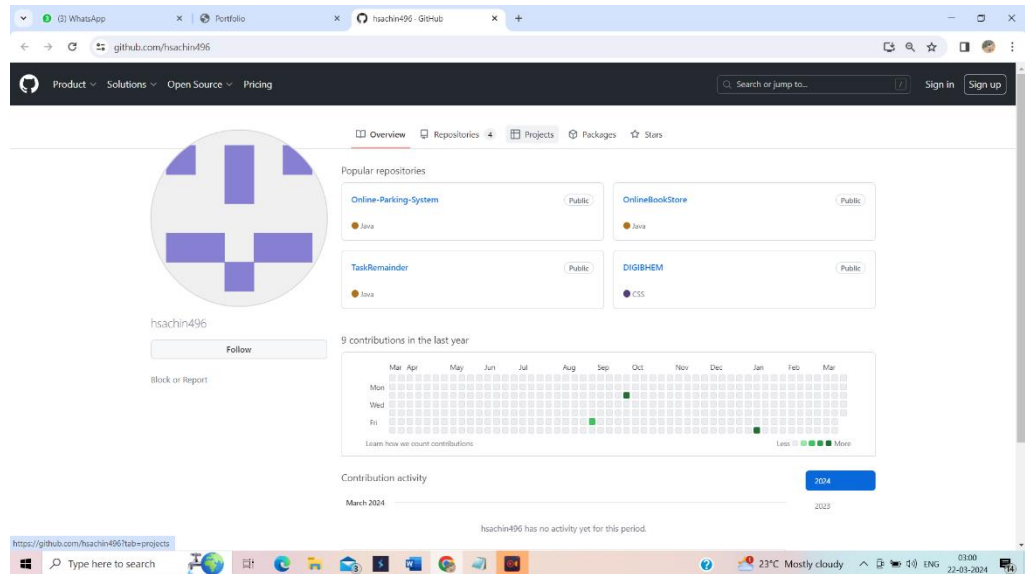 (3) WhatsApp
Portfolio
hsachin496 - GitHub
github.com/hsachin496
Product
Solutions
Open Source
Pricing
Search or jump to...
/
Sign in
Sign up
Overview
Repositories 4
Projects
Packages
Stars
Popular repositories
Online-Parking-System
Public
Java
OnlineBookStore
Public
Java
TaskRemainder
Public
Java
DIGIBHEM
Public
CSS
hsachin496
Follow
Block or Report
9 contributions in the last year
Mar Apr May Jun Jul Aug Sep Oct Nov Dec Jan Feb Mar
Mon
Wed
Fri
Learn how we count contributions
Less
More
Contribution activity
2024
March 2024
2023
hsachin496 has no activity yet for this period.
https://github.com/hsachin496?tab=projects
Type here to search
23°C Mostly cloudy
ENG
03:00
22-03-2024